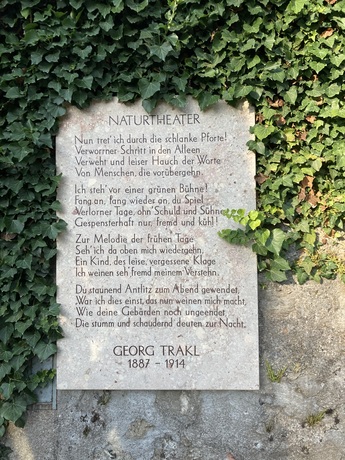 NATURTHEATER
Nun tret' ich durch die schlanke Pforte!
Verworrner Schritt in den Alleen
Verweht und leiser Hauch der Worte
Von Menschen, die vorübergehn.
Ich steh' vor einer grünen Bühne!
Fang an, fang wieder an, du Spiel
Verlorner Tage, ohn' Schuld und Sühne
Gespensterhaft nur, fremd und kühl!
Zur Melodie der frühen Tage
Seh' ich da oben mich wiedergehn,
Ein Kind, des leise, vergessene Klage
Ich weinen seh' fremd meinem Verstehn.
Du staunend Antlitz zum Abend gewendet,
War ich dies einst, das nun weinen mich macht,
Wie deine Gebärden noch ungeendet,
Die stumm und schaudernd deuten zur Nacht.
GEORG TRAKL
1887 - 1914